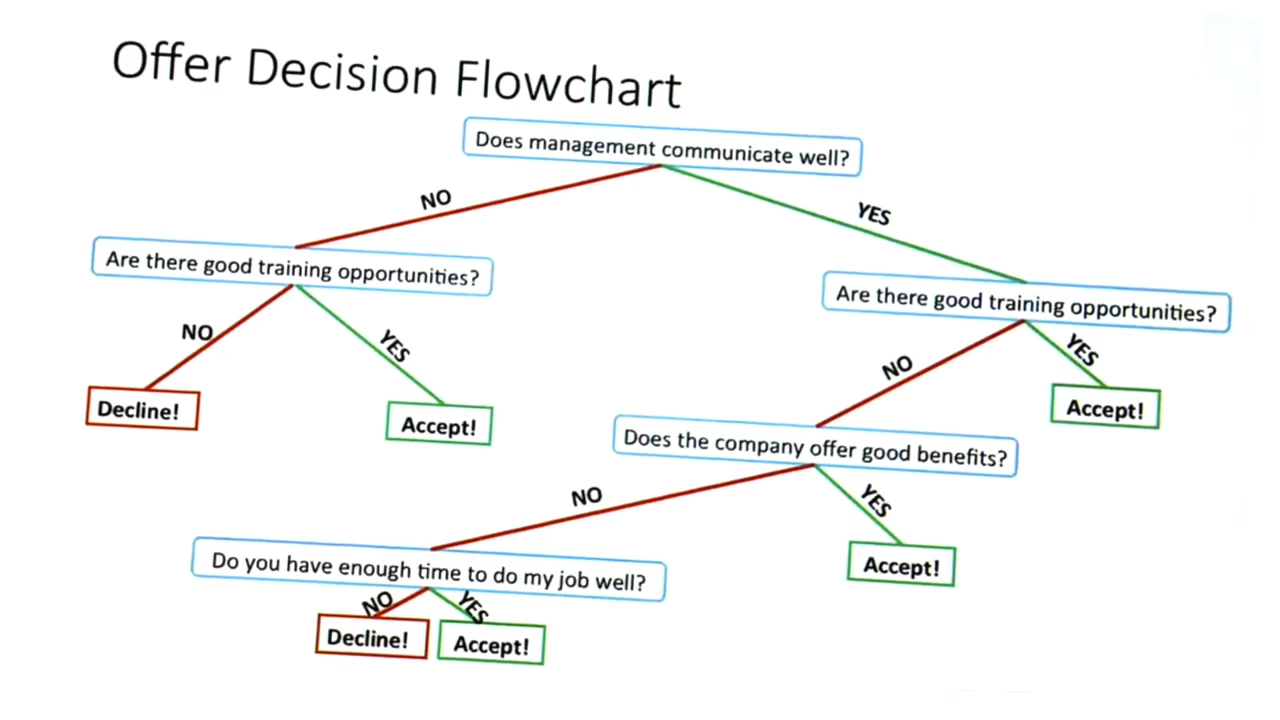 Offer Decision Flowchart
Does management communicate well?
NO
YES
Are there good training opportunities?
Are there good training opportunities?
NO
YES
NO
YES
Decline!
Accept!
Accept!
Does the company offer good benefits?
NO
YES
Do you have enough time to do my job well?
Accept!
NO
YES
Decline!
Accept!